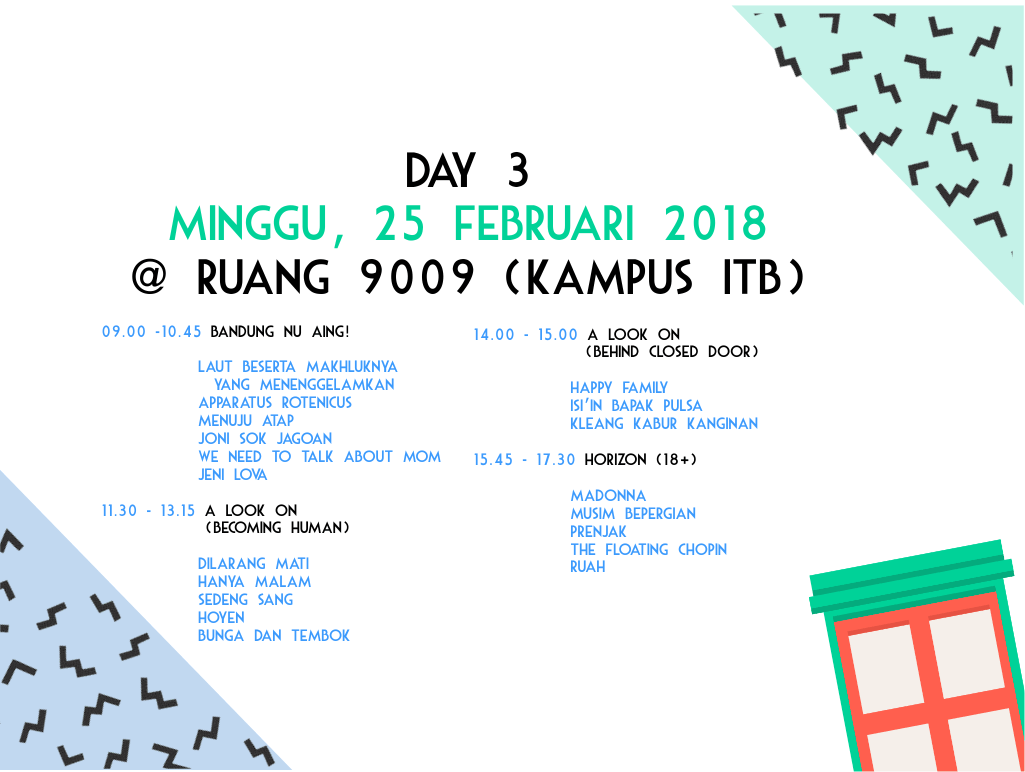 DAY 3
MINGGU, 25 FEBRUARI 2018
@ RUANG 9009 (KAMPUS ITB)
09.00 -10.45 BANDUNG NU AING!
LAUT BESERTA MAKHLUKNYA
YANG MENENGGELAMKAN
APPARATUS ROTENICUS
MENUJU ATAP
JONI SOK JAGOAN
WE NEED TO TALK ABOUT MOM
JENI LOVA
11.30 - 13.15 A LOOK ON
(BECOMING HUMAN)
DILARANG MATI
HANYA MALAM
SEDENG SANG
HOYEN
BUNGA DAN TEMBOK
14.00 - 15.00 A LOOK ON
(BEHIND CLOSED DOOR)
HAPPY FAMILY
ISI'IN BAPAK PULSA
KLEANG KABUR KANGINAN
15.45 - 17.30 HORIZON (18+)
MADONNA
MUSIM BEPERGIAN
PRENJAK
THE FLOATING CHOPIN
RUAH